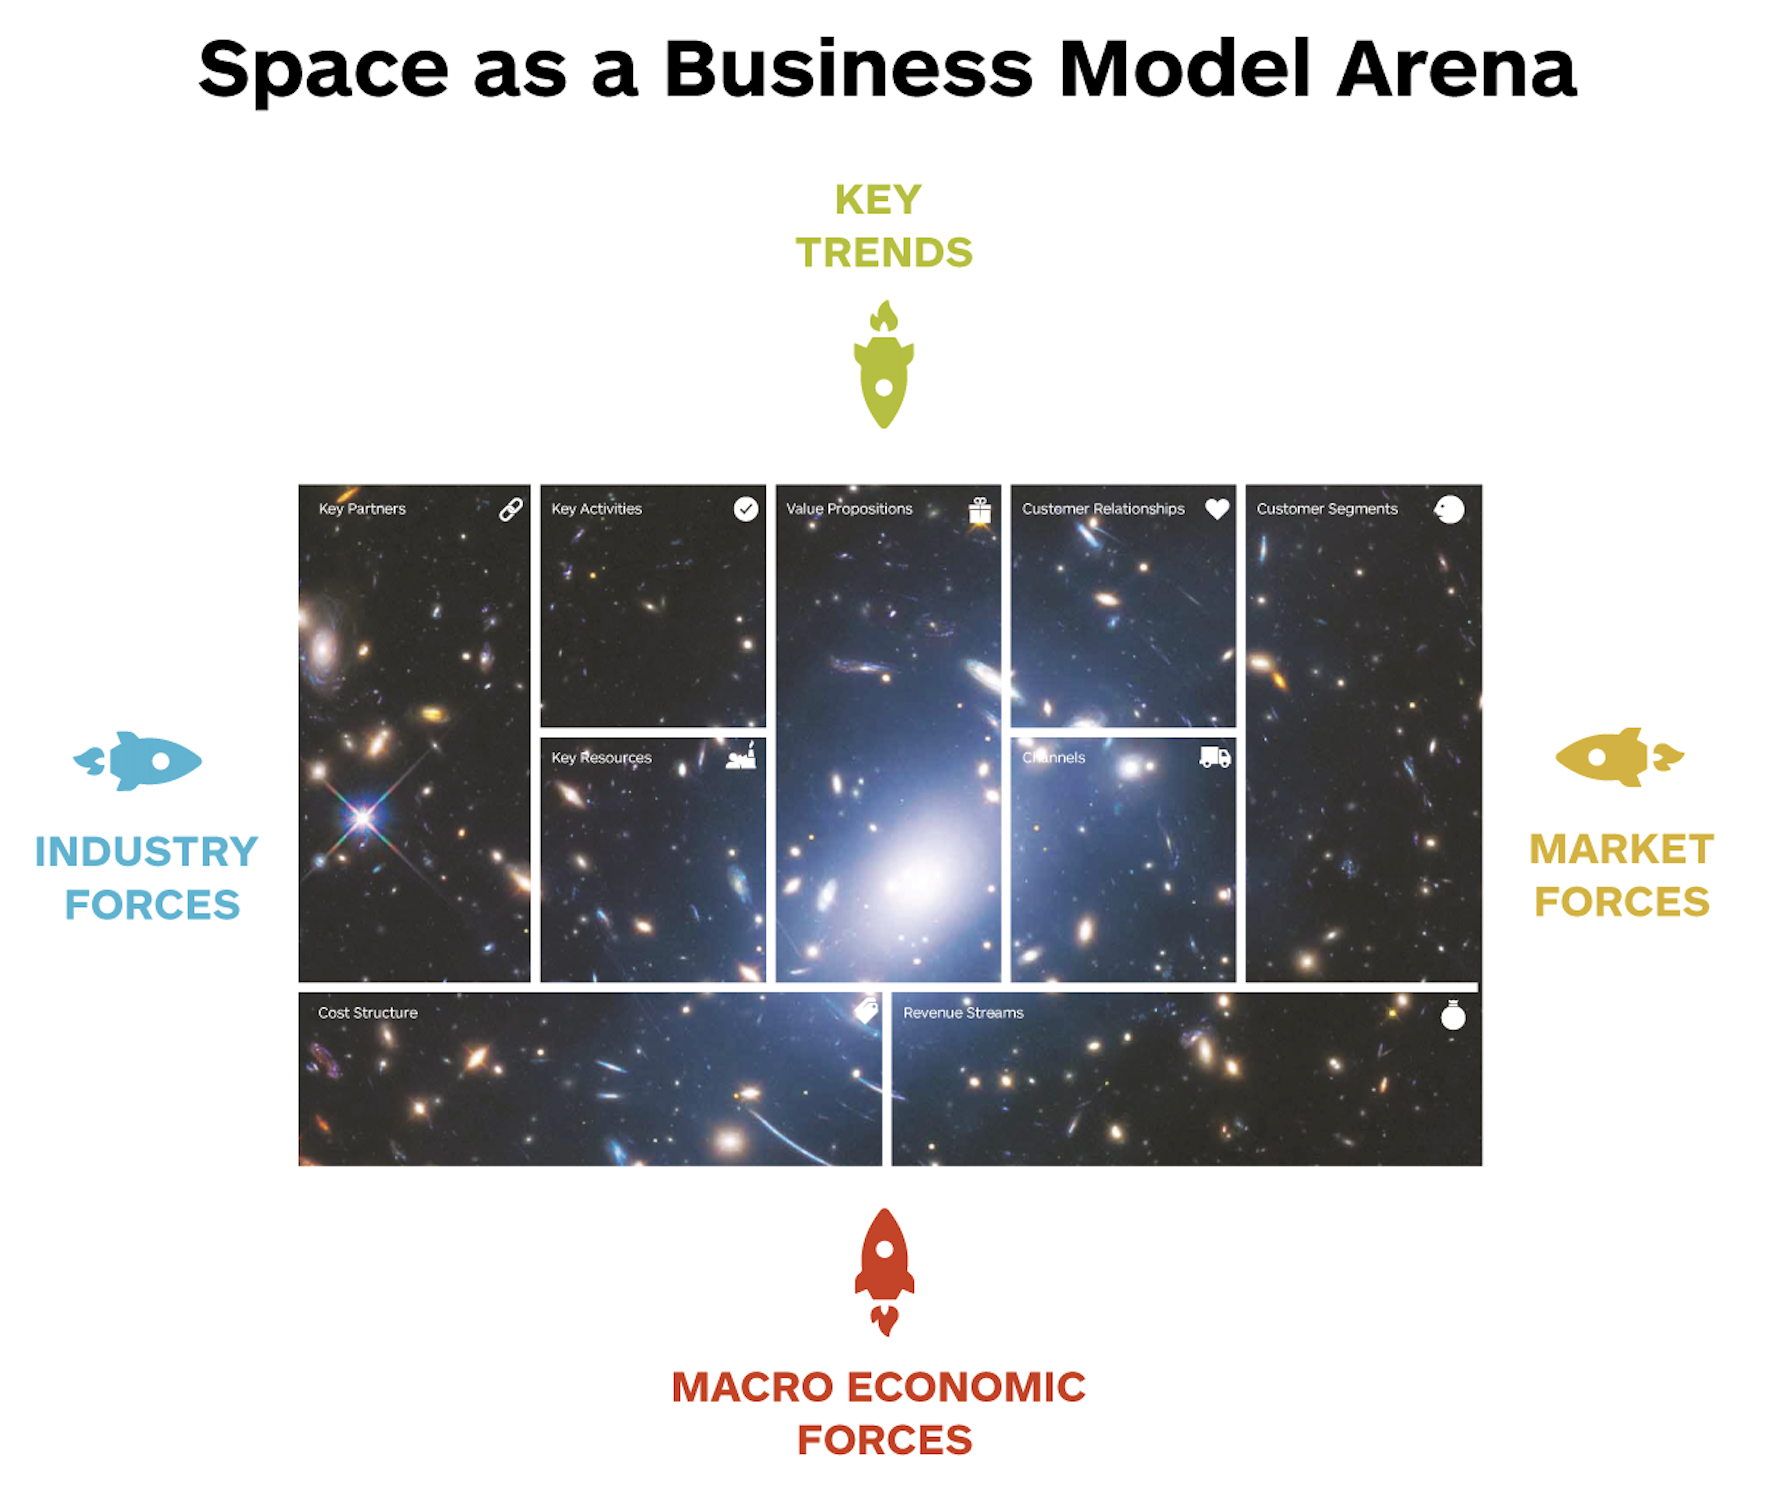 Space as a Business Model Arena
KEY
TRENDS
Key Partners
Key Activities
Value Propositions
Customer Relationships
Customer Segments
Key Resources
Channels
INDUSTRY
FORCES
MARKET
FORCES
Cost Structure
Revenue Streams
MACRO ECONOMIC
FORCES